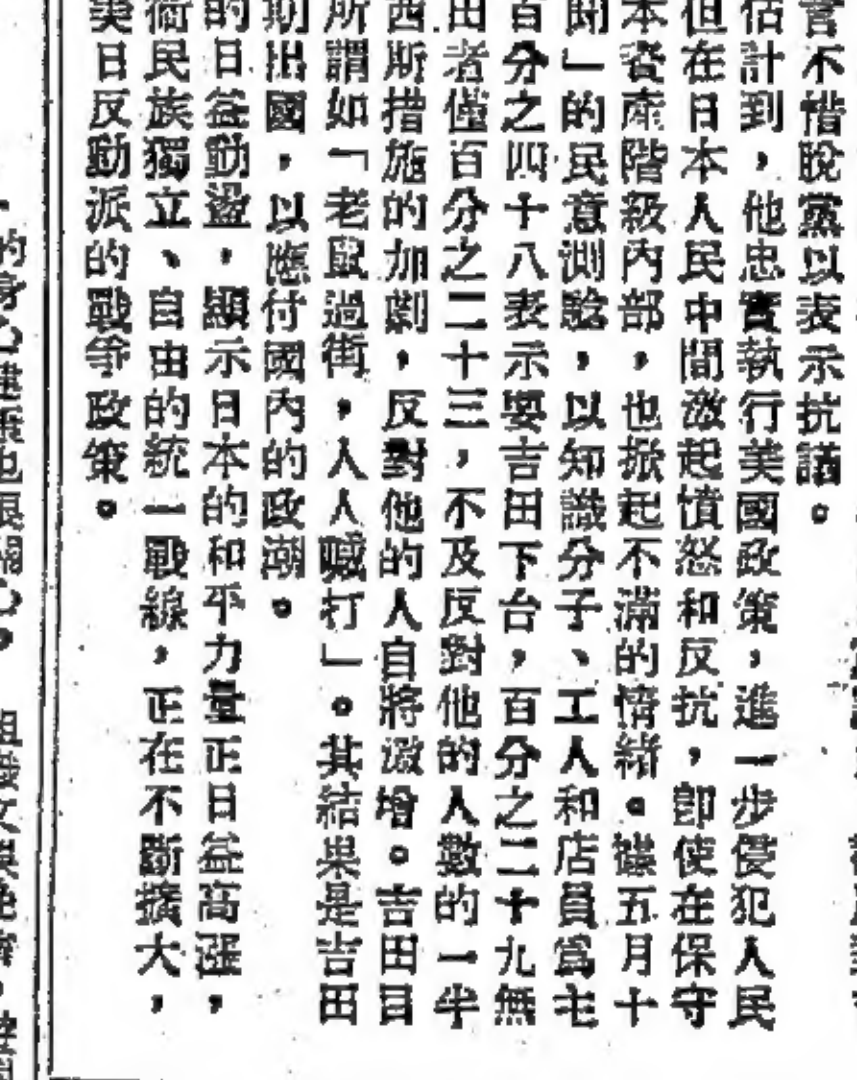 言不惜脫黨以表示抗議。
估計到，他忠實執行美國政策，進一步侵犯人民
但在日本人民中間激起憤怒和反抗，即使在保守
本資產階級內部，也掀起不滿的情緒。據五月十
聞」的民意測驗，以知識分子、工人和店員爲主
百分之四十八表示要吉田下台，百分之二十九無
田者僅百分之二十三，不及反對他的人數的一半
西斯措施的加劇，反對他的人自將激增。吉田目
所謂如「老鼠過街，人人喊打」。其結果是吉田
期出國，以應付國內的政潮。
的日益動盪，顯示日本的和平力量正日益高漲，
衛民族獨立、自由的統一戰線，正在不斷擴大，
美日反動派的戰爭政策。